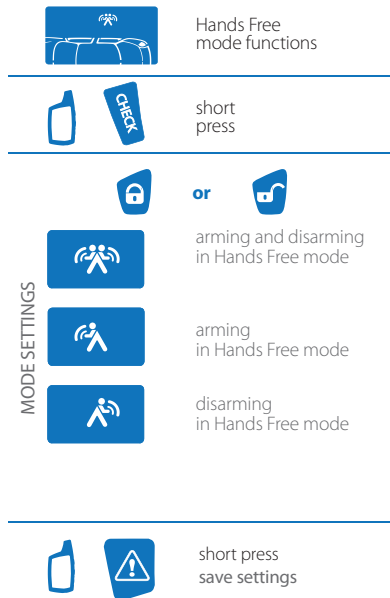 Hands Free
mode functions
CHECK
short
press
or
MODE SETTINGS
arming and disarming
in Hands Free mode
arming
in Hands Free mode
disarming
in Hands Free mode
short press
save settings